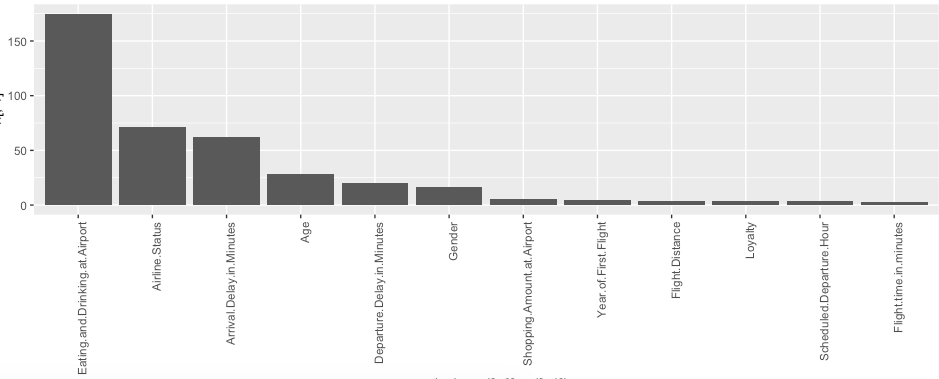 150
100
50
0
Eating.and.Drinking.at.Airport
Airline.Status
Arrival.Delay.in.Minutes
Age
Departure.Delay.in.Minutes
Gender
Shopping.Amount.at.Airport
Year.of.First.Flight
Flight.Distance
Loyalty
Scheduled.Departure.Hour
Flight.time.in.minutes